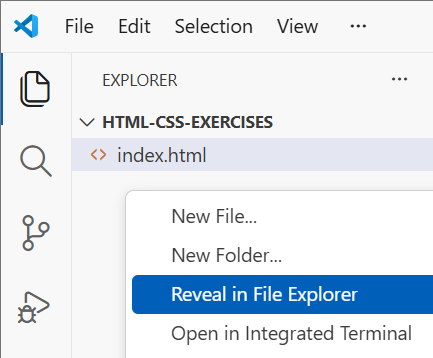 File Edit Selection View ...
EXPLORER ...
HTML-CSS-EXERCISES
<> index.html
New File...
New Folder...
Reveal in File Explorer
Open in Integrated Terminal